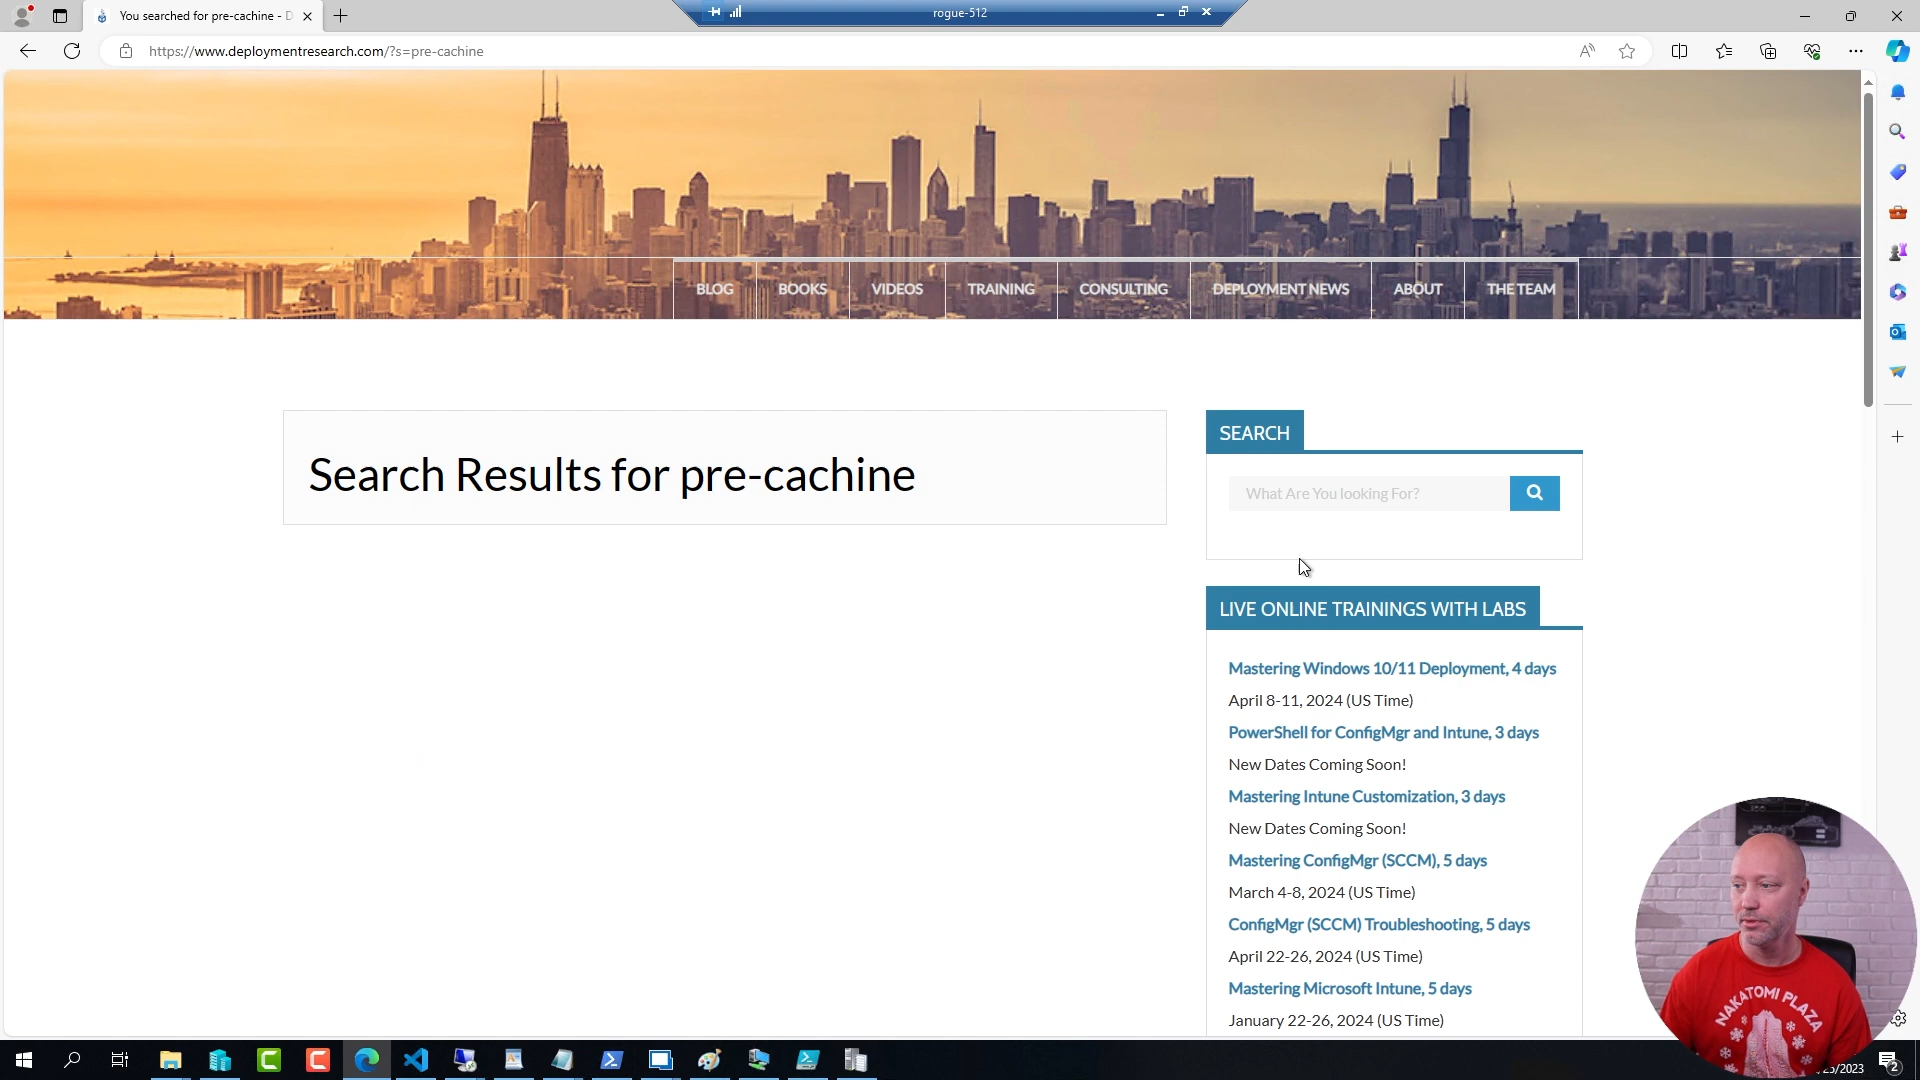 You searched for pre-cachine - D
rogue-512
https://www.deploymentresearch.com/?s=pre-cachine
BLOG
BOOKS
VIDEOS
TRAINING
CONSULTING
DEPLOYMENT NEWS
ABOUT
THE TEAM
Search Results for pre-cachine
SEARCH
What Are You looking For?
LIVE ONLINE TRAININGS WITH LABS
Mastering Windows 10/11 Deployment, 4 days
April 8-11, 2024 (US Time)
PowerShell for ConfigMgr and Intune, 3 days
New Dates Coming Soon!
Mastering Intune Customization, 3 days
New Dates Coming Soon!
Mastering ConfigMgr (SCCM), 5 days
March 4-8, 2024 (US Time)
ConfigMgr (SCCM) Troubleshooting, 5 days
April 22-26, 2024 (US Time)
Mastering Microsoft Intune, 5 days
January 22-26, 2024 (US Time)
NAKATOMI PLAZA
/2023
2